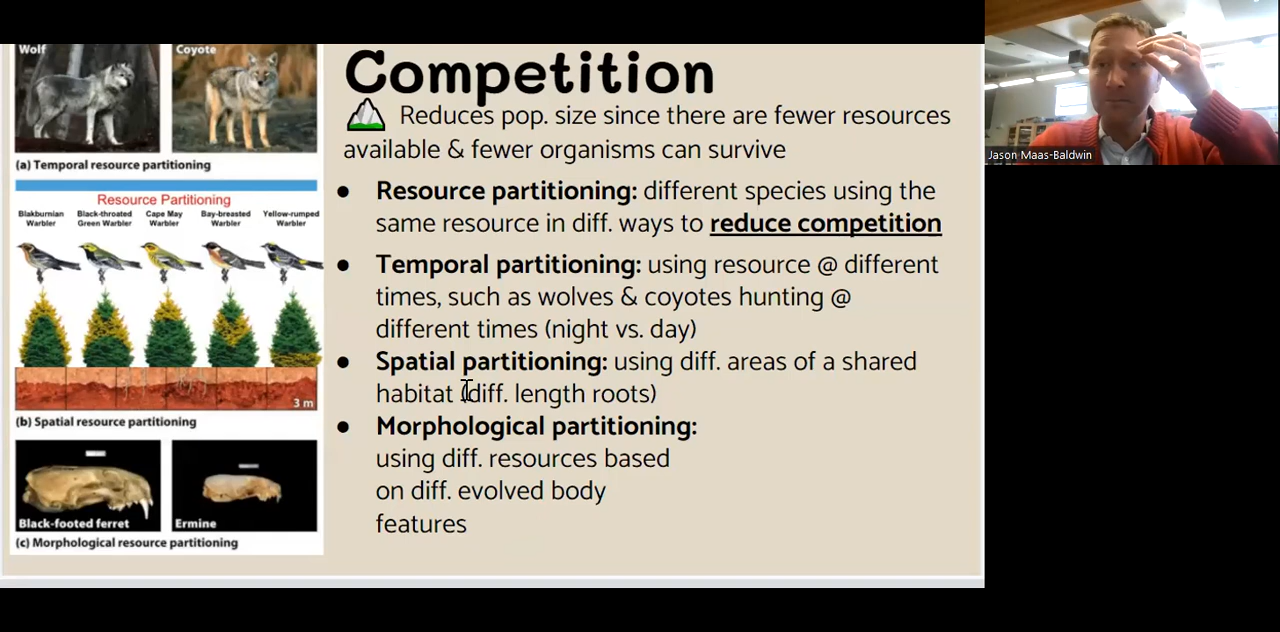 Wolf
Coyote
(a) Temporal resource partitioning
Resource Partitioning
Blakburnian
Warbler
Black-throated
Green Warbler
Cape May
Warbler
Bay-breasted
Warbler
Yellow-rumped
Warbler
3 m
(b) Spatial resource partitioning
Black-footed ferret
Ermine
(c) Morphological resource partitioning
Competition
Reduces pop. size since there are fewer resources
available & fewer organisms can survive
● Resource partitioning: different species using the
same resource in diff. ways to reduce competition
● Temporal partitioning: using resource @ different
times, such as wolves & coyotes hunting @
different times (night vs. day)
● Spatial partitioning: using diff. areas of a shared
habitat (diff. length roots)
● Morphological partitioning:
using diff. resources based
on diff. evolved body
features
Jason Maas-Baldwin